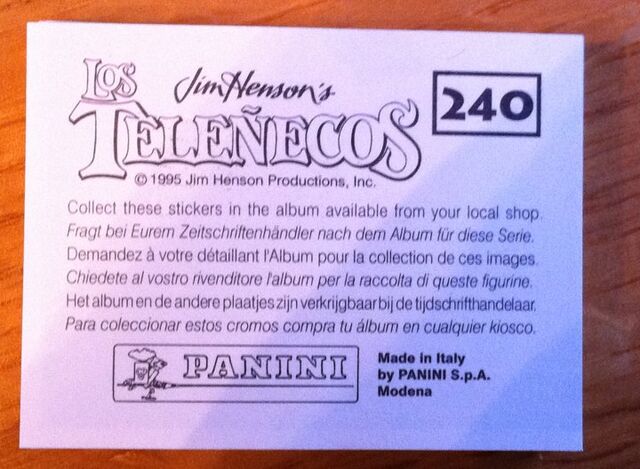 Jim Henson's
LOS
TELEÑECOS
240
© 1995 Jim Henson Productions, Inc.
Collect these stickers in the album available from your local shop.
Fragt bei Eurem Zeitschriftenhändler nach dem Album für diese Serie.
Demandez à votre détaillant l'Album pour la collection de ces images.
Chiedete al vostro rivenditore l'album per la raccolta di queste figurine.
Het album en de andere plaatjes zijn verkrijgbaar bij de tijdschrifthandelaar.
Para coleccionar estos cromos compra tu álbum en cualquier kiosco.
PANINI
Made in Italy
by PANINI S.p.A.
Modena